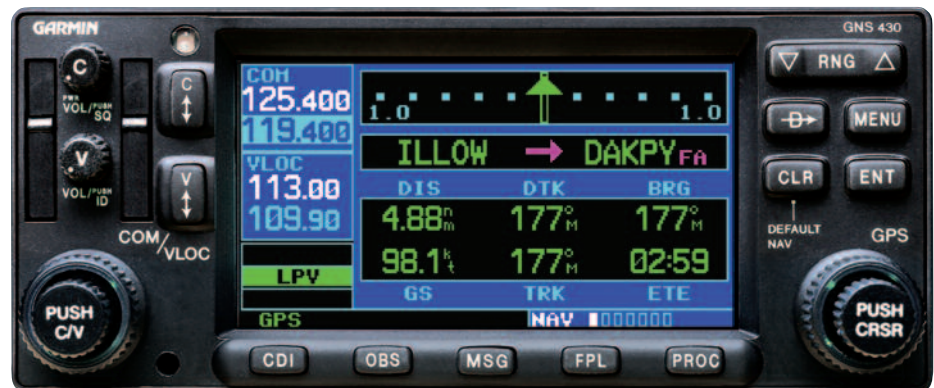 GARMIN
GNS 430
C
PWR
VOL/PUSH
SQ
V
VOL/PUSH
ID
C
V
COM/VLOC
PUSH
C/V
COM
125.400
119.400
VLOC
113.00
109.90
LPV
GPS
1.0 1.0
ILLOW → DAKPY FA
DIS DTK BRG
4.88nm 177°M 177°M
98.1kt 177°M 02:59
GS TRK ETE
NAV
RNG
D
MENU
CLR
ENT
DEFAULT
NAV
GPS
PUSH
CRSR
CDI OBS MSG FPL PROC